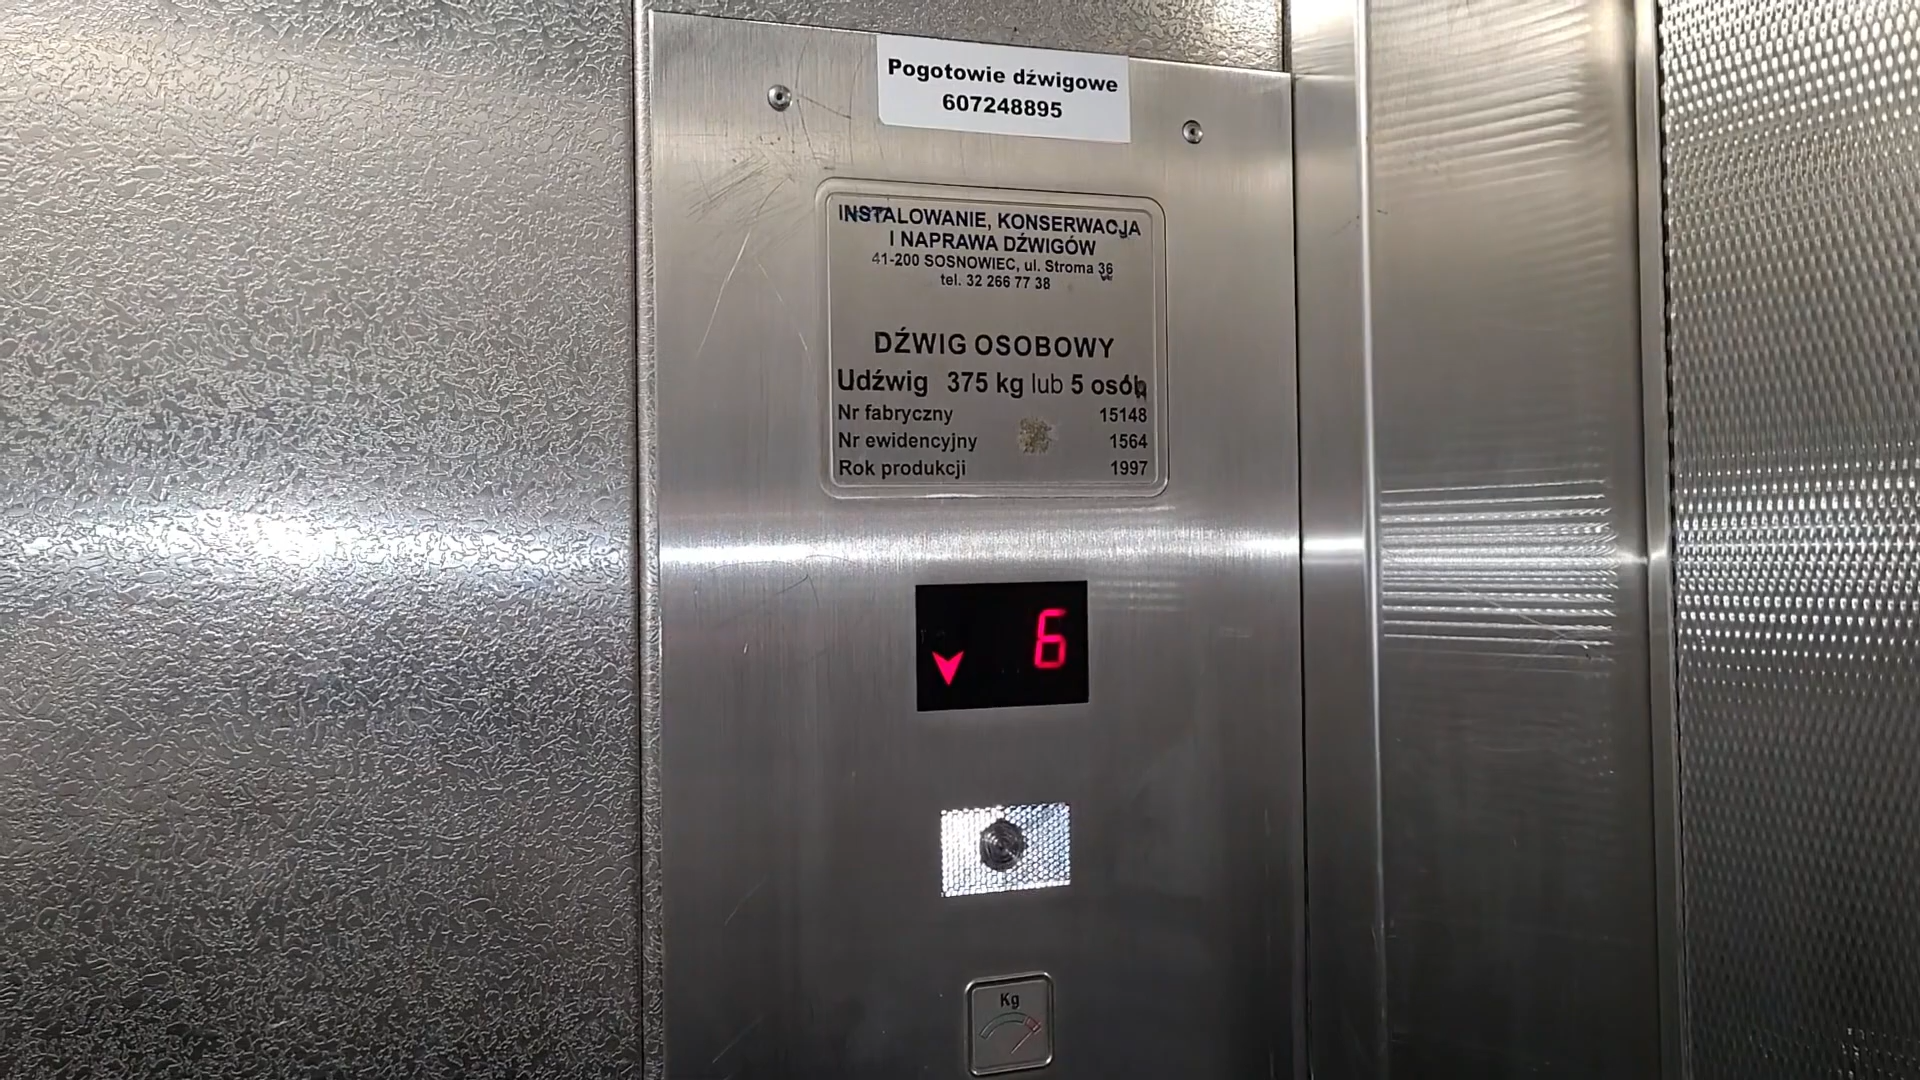 Pogotowie dźwigowe
607248895
INSTALOWANIE, KONSERWACJA
I NAPRAWA DŹWIGÓW
41-200 SOSNOWIEC, ul. Stroma 36
tel. 32 266 77 38
DŹWIG OSOBOWY
Udźwig 375 kg lub 5 osób
Nr fabryczny 15148
Nr ewidencyjny 1564
Rok produkcji 1997
6
Kg